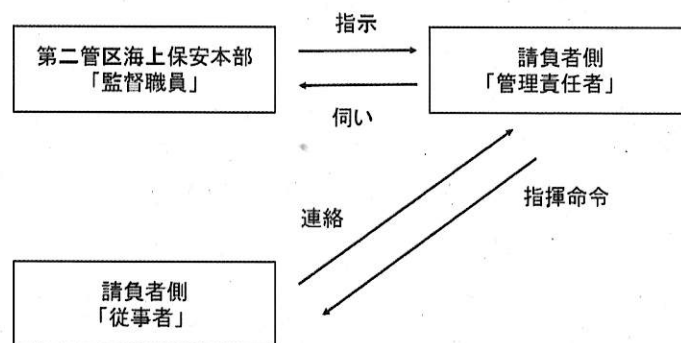 指示
第二管区海上保安本部
「監督職員」
請負者側
「管理責任者」
伺い
連絡
指揮命令
請負者側
「従事者」